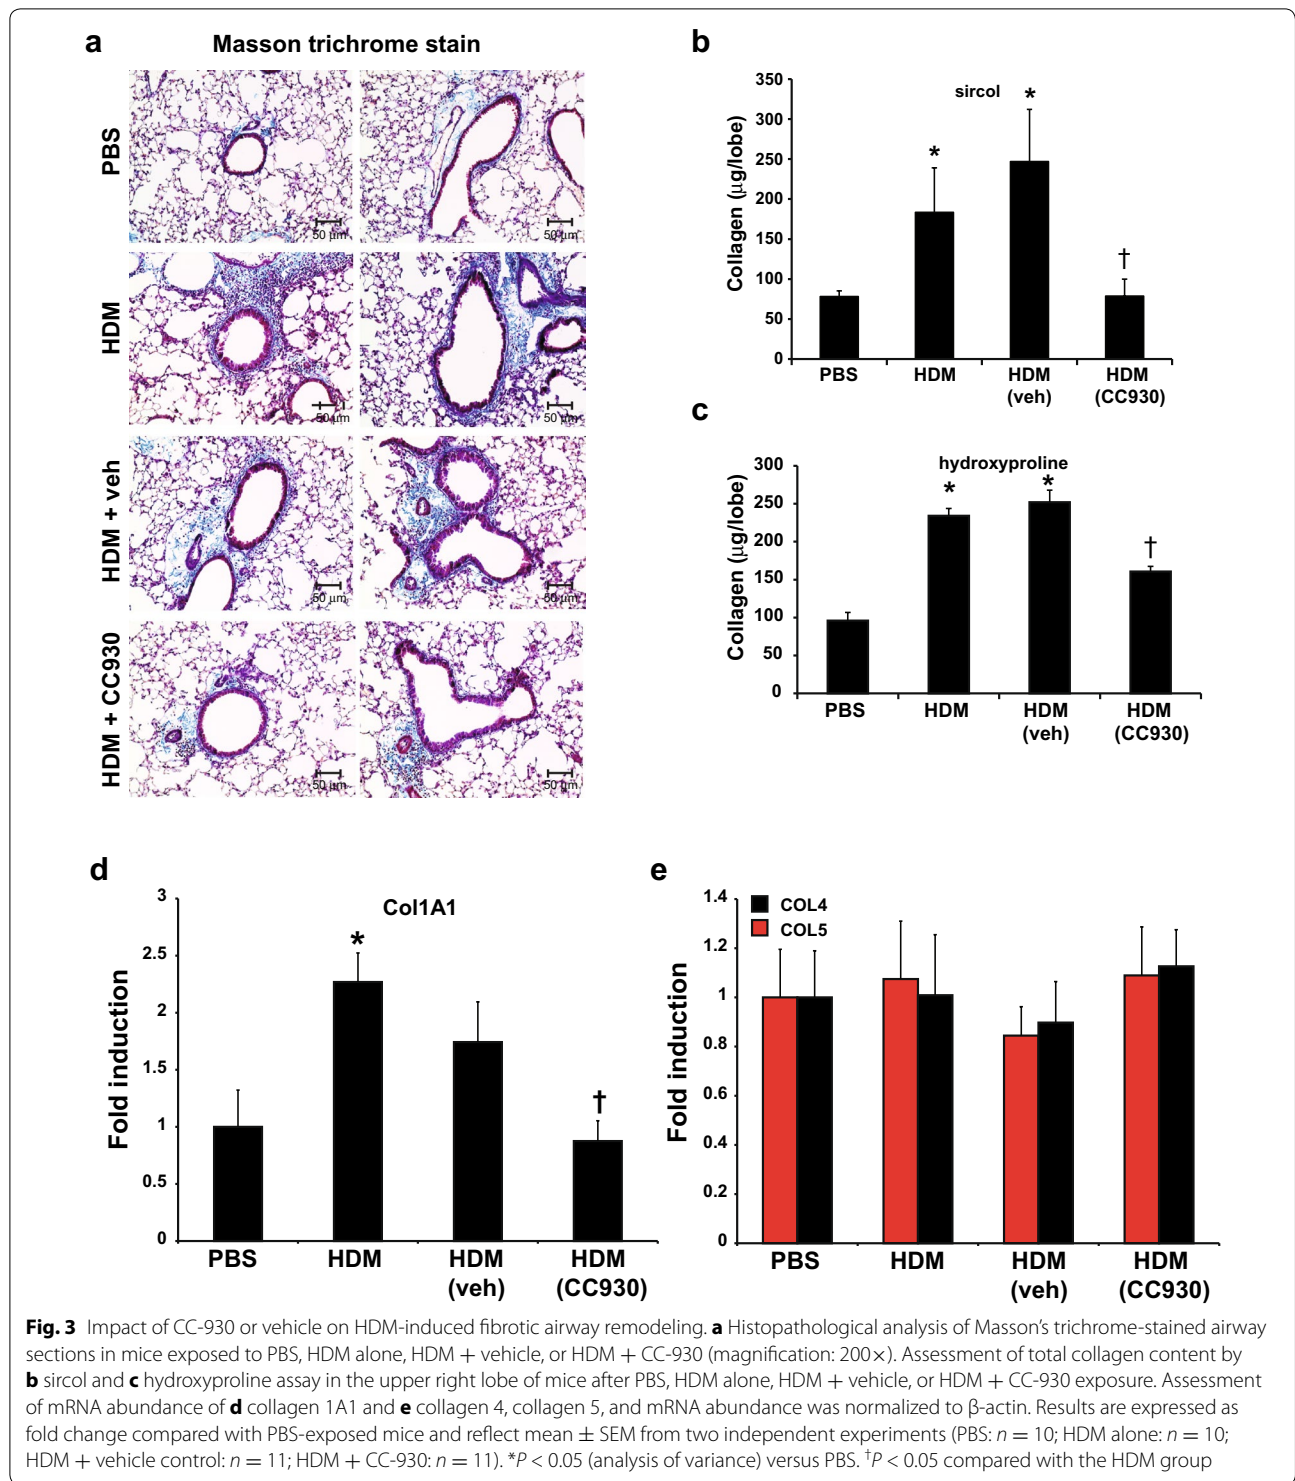 a
Masson trichrome stain
PBS
50 µm
50 µm
HDM
50 µm
50 µm
HDM + veh
50 µm
50 µm
HDM + CC930
50 µm
50 µm
b
sircol
Collagen (µg/lobe)
350
300
250
200
150
100
50
0
*
*
†
PBS
HDM
HDM
(veh)
HDM
(CC930)
c
hydroxyproline
Collagen (µg/lobe)
300
250
200
150
100
50
0
*
*
†
PBS
HDM
HDM
(veh)
HDM
(CC930)
d
Col1A1
Fold induction
3
2.5
2
1.5
1
0.5
0
*
†
PBS
HDM
HDM
(veh)
HDM
(CC930)
e
COL4
COL5
Fold induction
1.4
1.2
1
0.8
0.6
0.4
0.2
0
PBS
HDM
HDM
(veh)
HDM
(CC930)
Fig. 3 Impact of CC-930 or vehicle on HDM-induced fibrotic airway remodeling. a Histopathological analysis of Masson's trichrome-stained airway
sections in mice exposed to PBS, HDM alone, HDM + vehicle, or HDM + CC-930 (magnification: 200×). Assessment of total collagen content by
b sircol and c hydroxyproline assay in the upper right lobe of mice after PBS, HDM alone, HDM + vehicle, or HDM + CC-930 exposure. Assessment
of mRNA abundance of d collagen 1A1 and e collagen 4, collagen 5, and mRNA abundance was normalized to β-actin. Results are expressed as
fold change compared with PBS-exposed mice and reflect mean ± SEM from two independent experiments (PBS: n = 10; HDM alone: n = 10;
HDM + vehicle control: n = 11; HDM + CC-930: n = 11). *P < 0.05 (analysis of variance) versus PBS. †P < 0.05 compared with the HDM group